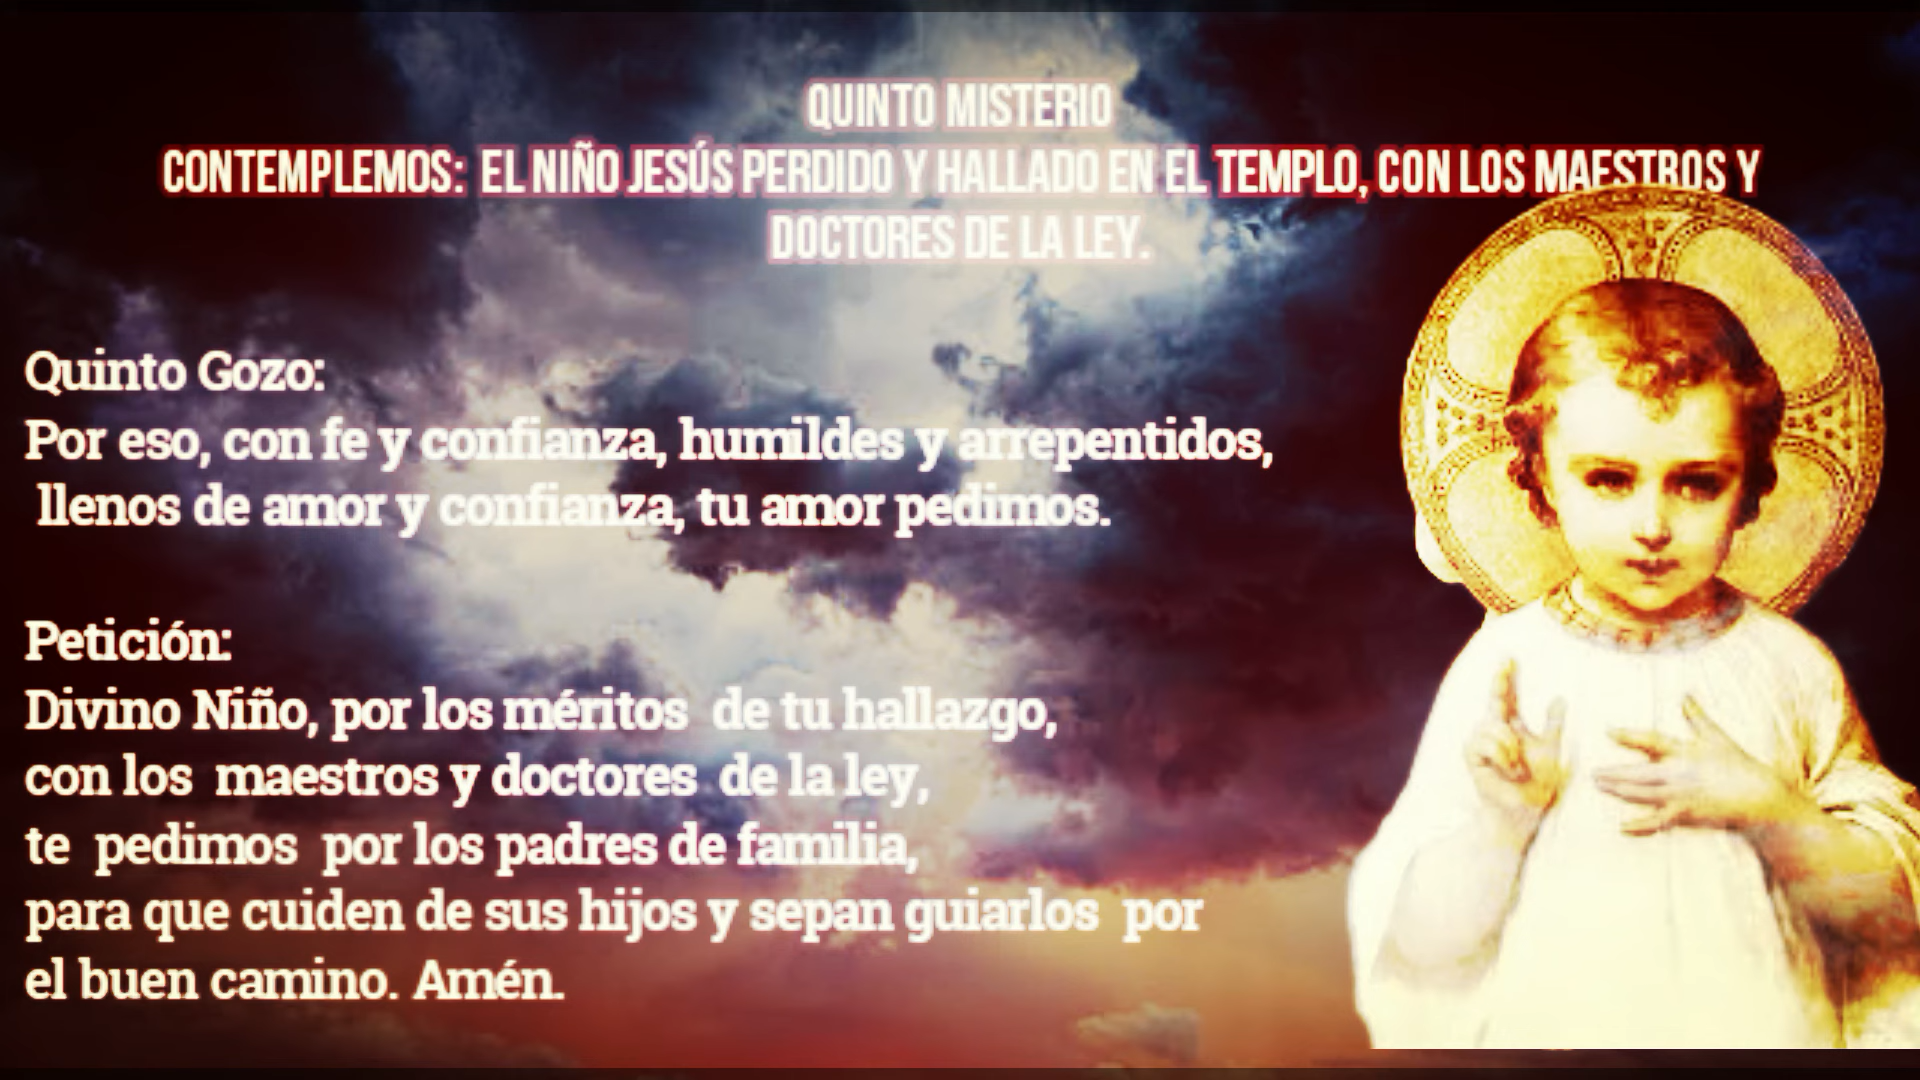 QUINTO MISTERIO
CONTEMPLEMOS: EL NIÑO JESÚS PERDIDO Y HALLADO EN EL TEMPLO, CON LOS MAESTROS Y
DOCTORES DE LA LEY.
Quinto Gozo:
Por eso, con fe y confianza, humildes y arrepentidos,
llenos de amor y confianza, tu amor pedimos.
Petición:
Divino Niño, por los méritos de tu hallazgo,
con los maestros y doctores de la ley,
te pedimos por los padres de familia,
para que cuiden de sus hijos y sepan guiarlos por
el buen camino. Amén.